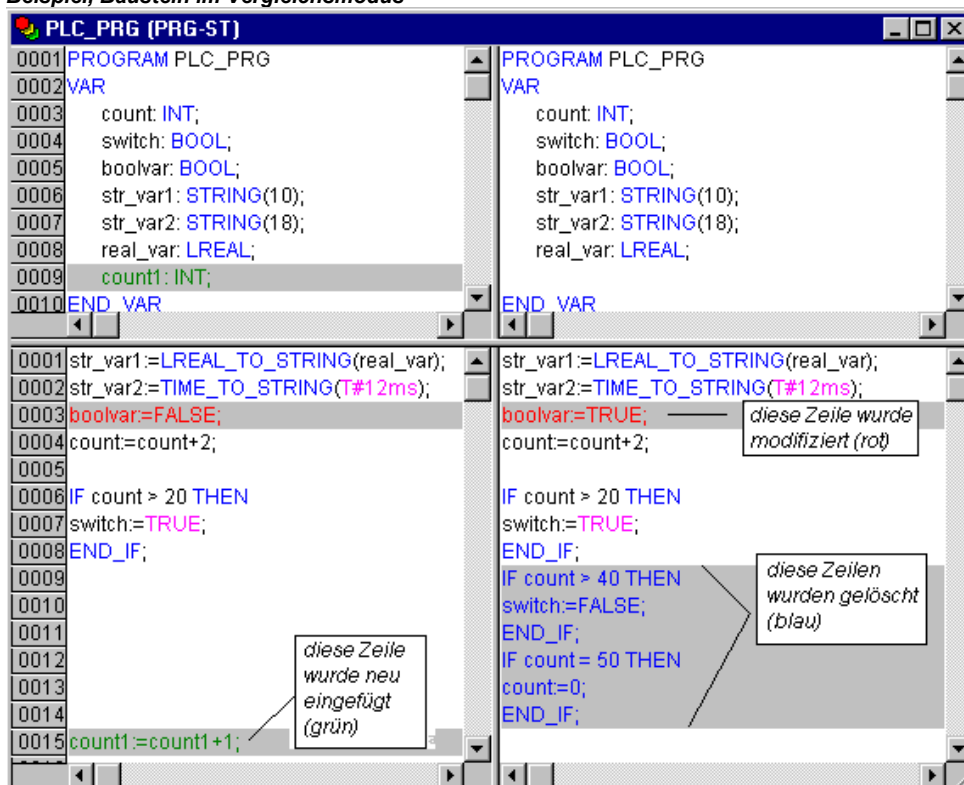 Beispiel, Baustein im Vergleichsmodus
PLC_PRG (PRG-ST)
0001 PROGRAM PLC_PRG
0002 VAR
0003 count: INT;
0004 switch: BOOL;
0005 boolvar: BOOL;
0006 str_var1: STRING(10);
0007 str_var2: STRING(18);
0008 real_var: LREAL;
0009 count1: INT;
0010 END_VAR
PROGRAM PLC_PRG
VAR
count: INT;
switch: BOOL;
boolvar: BOOL;
str_var1: STRING(10);
str_var2: STRING(18);
real_var: LREAL;
END_VAR
0001 str_var1:=LREAL_TO_STRING(real_var);
0002 str_var2:=TIME_TO_STRING(T#12ms);
0003 boolvar:=FALSE;
0004 count:=count+2;
0005
0006 IF count > 20 THEN
0007 switch:=TRUE;
0008 END_IF;
0009
0010
0011
0012
0013
0014
0015 count1:=count1+1;
diese Zeile
wurde neu
eingefügt
(grün)
str_var1:=LREAL_TO_STRING(real_var);
str_var2:=TIME_TO_STRING(T#12ms);
boolvar:=TRUE;
count:=count+2;
IF count > 20 THEN
switch:=TRUE;
END_IF;
IF count > 40 THEN
switch:=FALSE;
END_IF;
IF count = 50 THEN
count:=0;
END_IF;
diese Zeile wurde
modifiziert (rot)
diese Zeilen
wurden gelöscht
(blau)